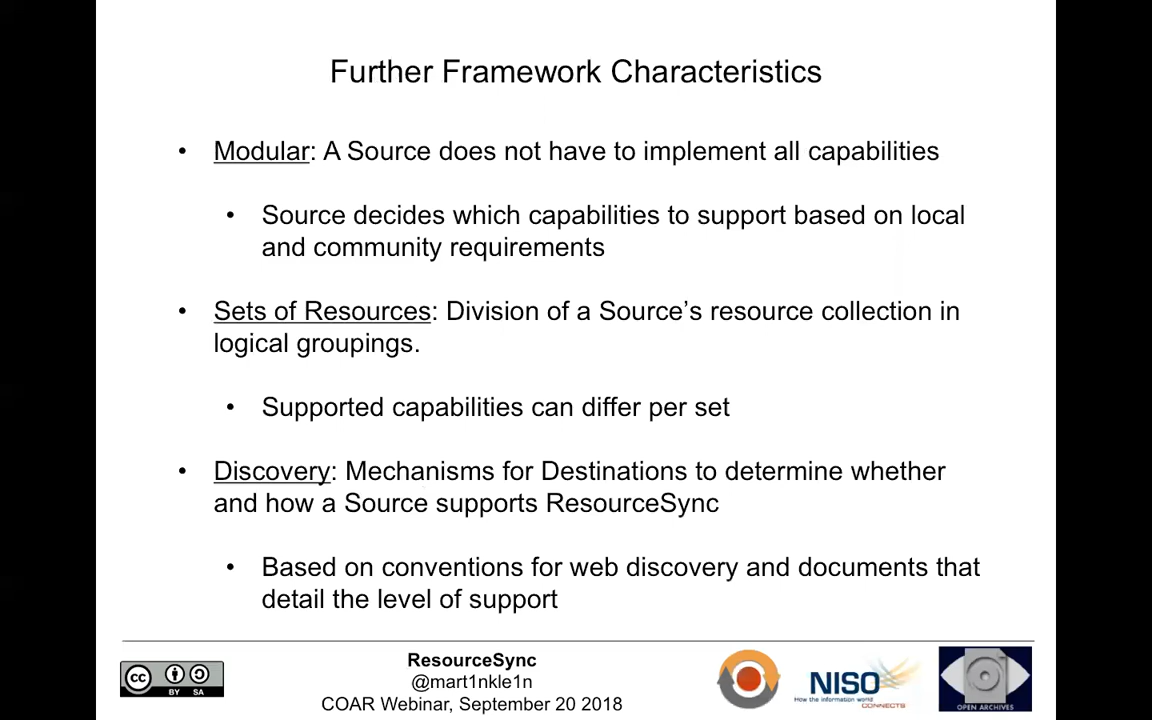 Further Framework Characteristics
• Modular: A Source does not have to implement all capabilities
• Source decides which capabilities to support based on local
and community requirements
• Sets of Resources: Division of a Source’s resource collection in
logical groupings.
• Supported capabilities can differ per set
• Discovery: Mechanisms for Destinations to determine whether
and how a Source supports ResourceSync
• Based on conventions for web discovery and documents that
detail the level of support
cc
BY SA
ResourceSync
@mart1nkle1n
COAR Webinar, September 20 2018
NISO
How the information world
CONNECTS
OPEN ARCHIVES